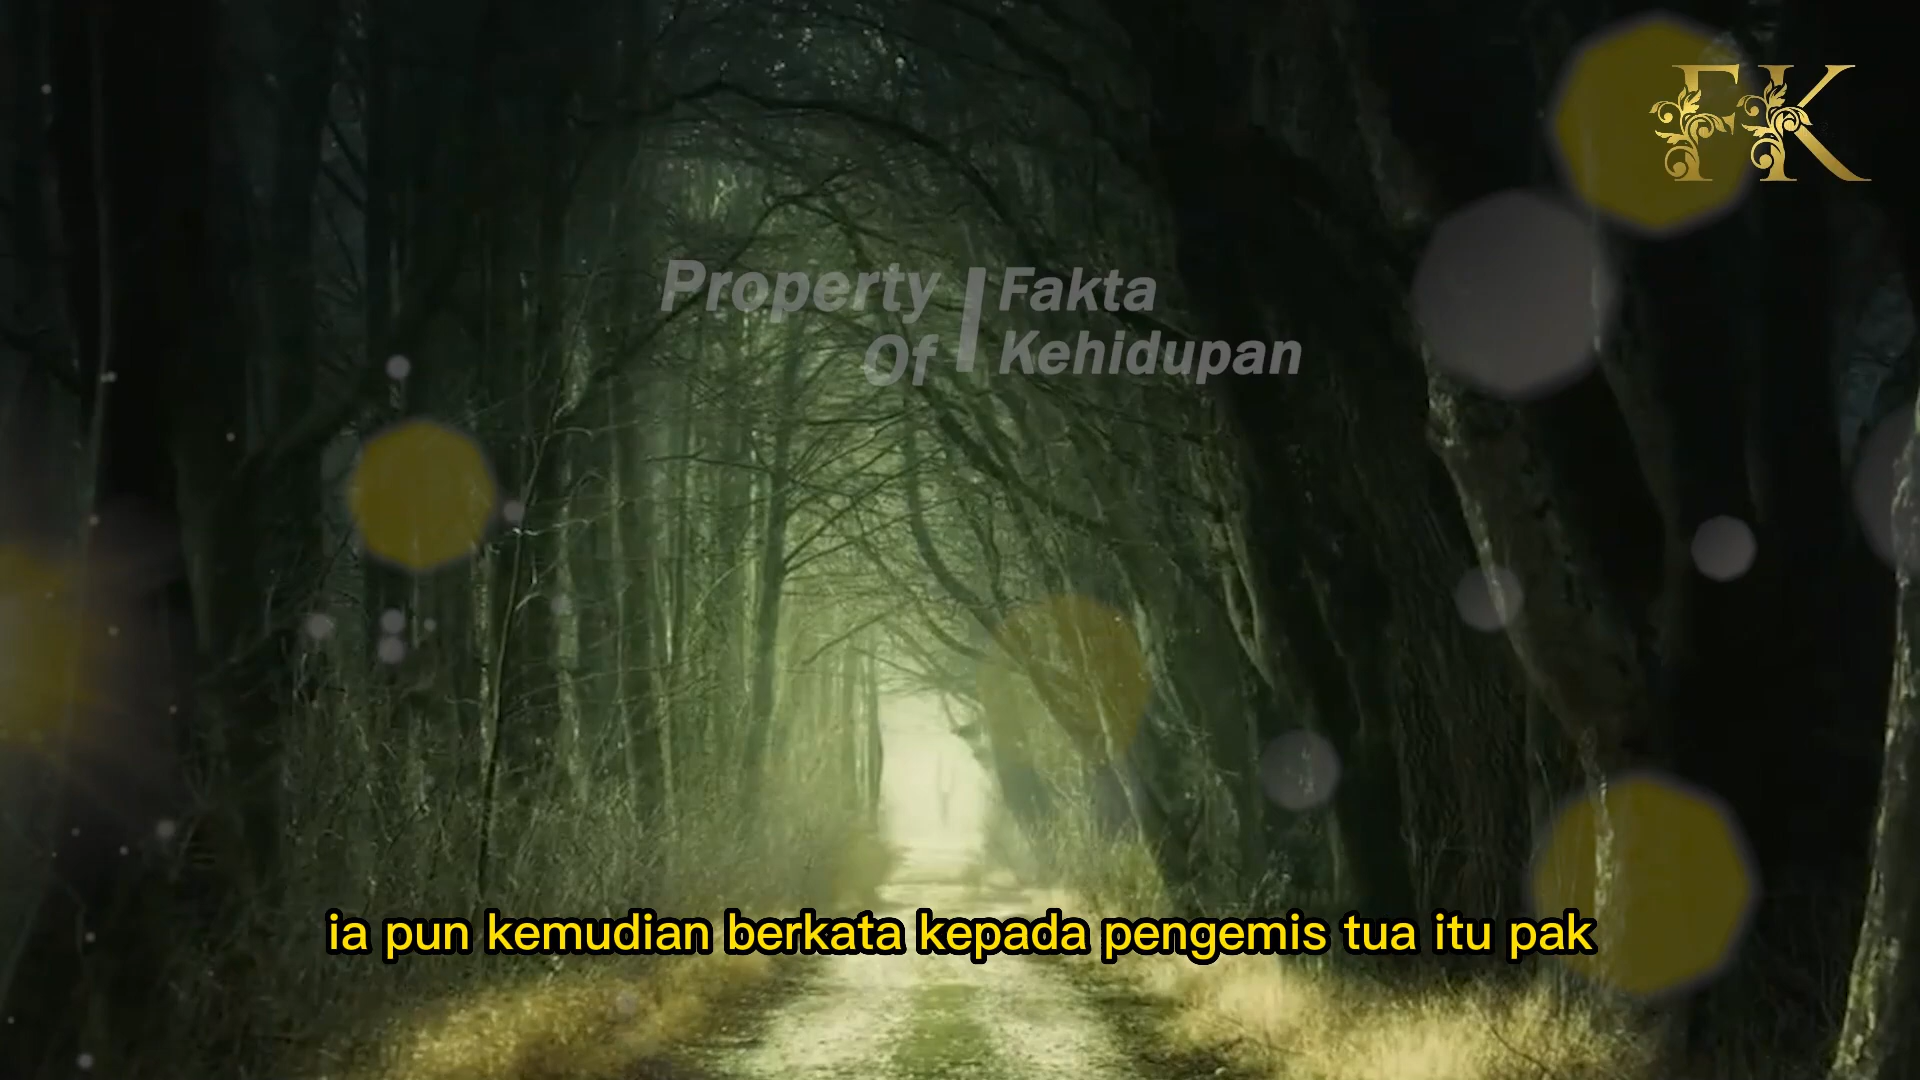 FK
Property Of | Fakta Kehidupan
ia pun kemudian berkata kepada pengemis tua itu pak